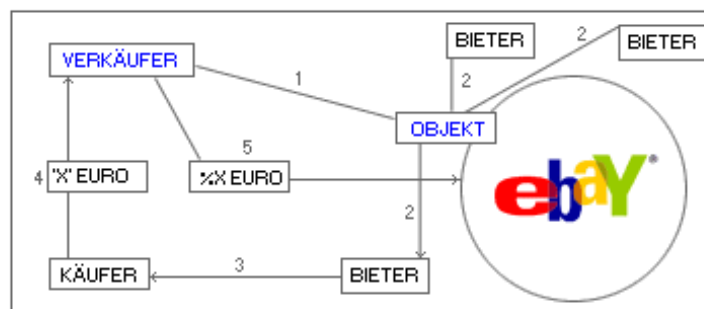 BIETER
2
BIETER
VERKÄUFER
1
2
OBJEKT
5
4
'X' EURO
%X EURO
ebaY®
2
3
KÄUFER
BIETER